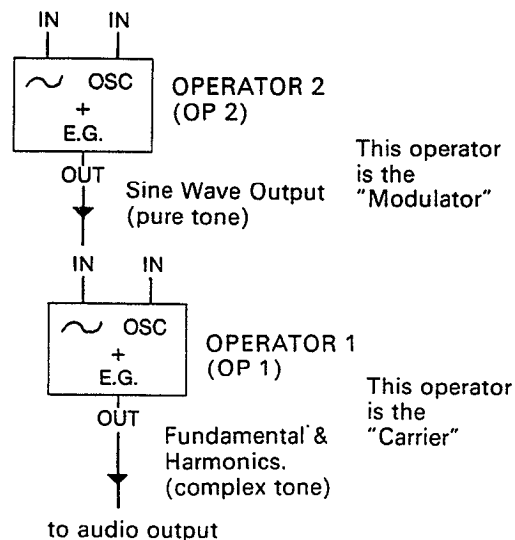 IN IN
~ OSC
+
E.G.
OPERATOR 2
(OP 2)
OUT
Sine Wave Output
(pure tone)
This operator
is the
"Modulator"
IN IN
~ OSC
+
E.G.
OPERATOR 1
(OP 1)
OUT
Fundamental &
Harmonics.
(complex tone)
This operator
is the
"Carrier"
to audio output